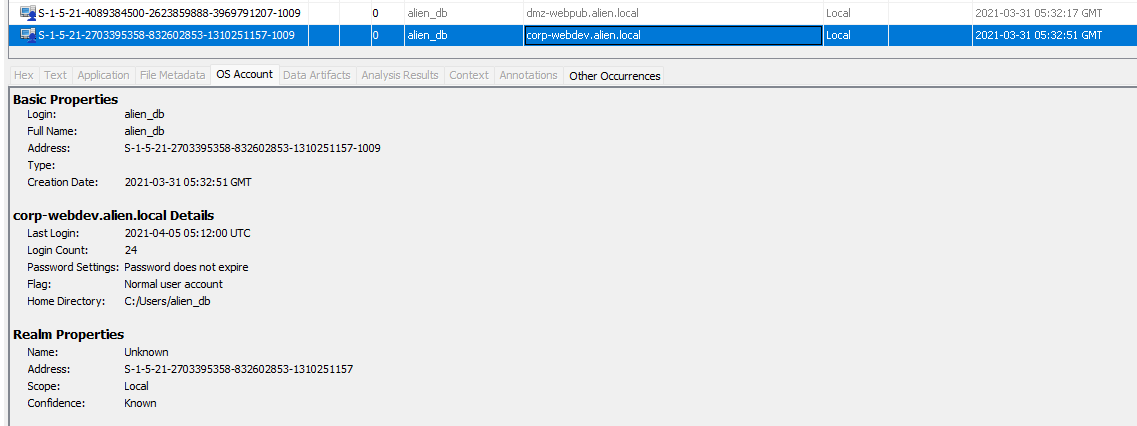 S-1-5-21-4089384500-2623859888-3969791207-1009 0 alien_db dmz-webpub.alien.local Local 2021-03-31 05:32:17 GMT
S-1-5-21-2703395358-832602853-1310251157-1009 0 alien_db corp-webdev.alien.local Local 2021-03-31 05:32:51 GMT
Hex Text Application File Metadata OS Account Data Artifacts Analysis Results Context Annotations Other Occurrences
Basic Properties
Login: alien_db
Full Name: alien_db
Address: S-1-5-21-2703395358-832602853-1310251157-1009
Type:
Creation Date: 2021-03-31 05:32:51 GMT
corp-webdev.alien.local Details
Last Login: 2021-04-05 05:12:00 UTC
Login Count: 24
Password Settings: Password does not expire
Flag: Normal user account
Home Directory: C:/Users/alien_db
Realm Properties
Name: Unknown
Address: S-1-5-21-2703395358-832602853-1310251157
Scope: Local
Confidence: Known